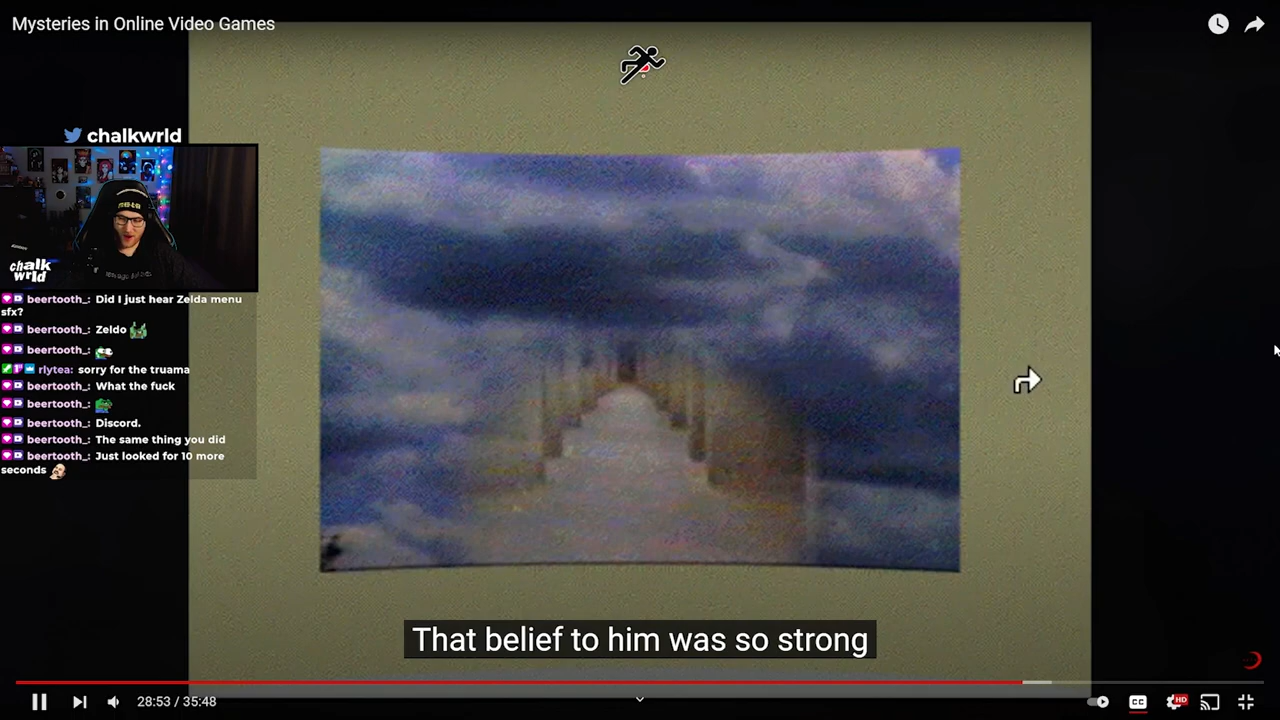 Mysteries in Online Video Games
chalkwrld
chalk
wrld
beertooth_: Did I just hear Zelda menu
sfx?
beertooth_: Zeldo
beertooth_:
rlytea: sorry for the truama
beertooth_: What the fuck
beertooth_:
beertooth_: Discord.
beertooth_: The same thing you did
beertooth_: Just looked for 10 more
seconds
That belief to him was so strong
28:53 / 35:48
CC
HD